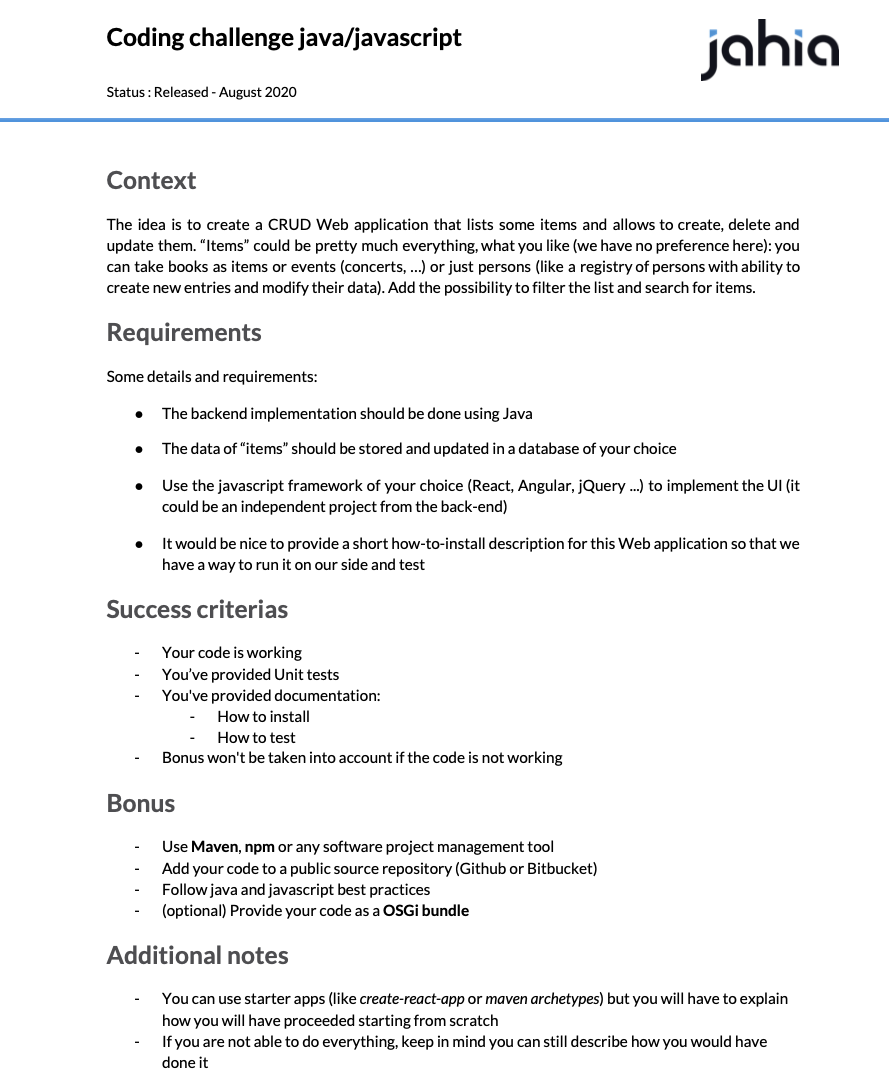 Coding challenge java/javascript
jahia
Status : Released - August 2020
Context
The idea is to create a CRUD Web application that lists some items and allows to create, delete and
update them. “Items” could be pretty much everything, what you like (we have no preference here): you
can take books as items or events (concerts, ...) or just persons (like a registry of persons with ability to
create new entries and modify their data). Add the possibility to filter the list and search for items.
Requirements
Some details and requirements:
● The backend implementation should be done using Java
● The data of “items” should be stored and updated in a database of your choice
● Use the javascript framework of your choice (React, Angular, jQuery ...) to implement the UI (it
could be an independent project from the back-end)
● It would be nice to provide a short how-to-install description for this Web application so that we
have a way to run it on our side and test
Success criterias
- Your code is working
- You’ve provided Unit tests
- You've provided documentation:
- How to install
- How to test
- Bonus won't be taken into account if the code is not working
Bonus
- Use Maven, npm or any software project management tool
- Add your code to a public source repository (Github or Bitbucket)
- Follow java and javascript best practices
- (optional) Provide your code as a OSGi bundle
Additional notes
- You can use starter apps (like create-react-app or maven archetypes) but you will have to explain
how you will have proceeded starting from scratch
- If you are not able to do everything, keep in mind you can still describe how you would have
done it